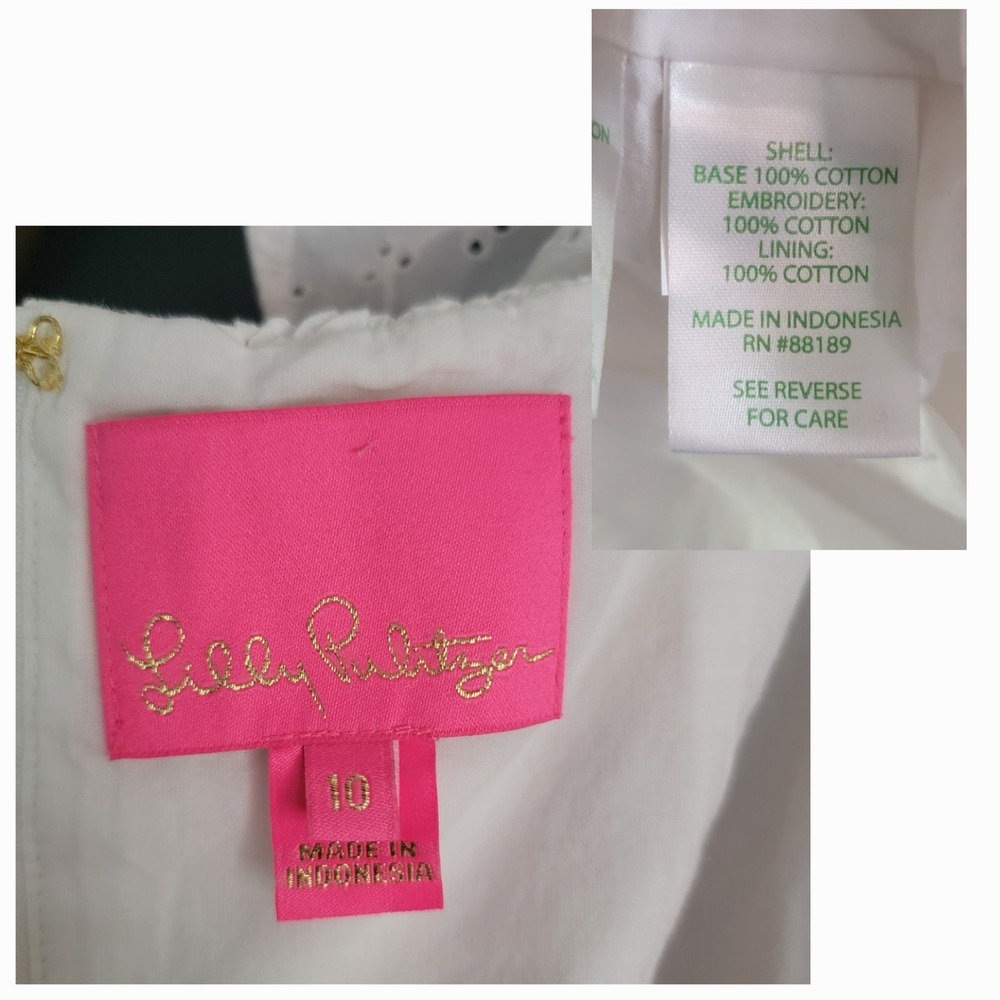 ON
SHELL:
BASE 100% COTTON
EMBROIDERY:
100% COTTON
LINING:
100% COTTON
MADE IN INDONESIA
RN #88189
SEE REVERSE
FOR CARE
Lilly Pulitzer
10
MADE IN
INDONESIA